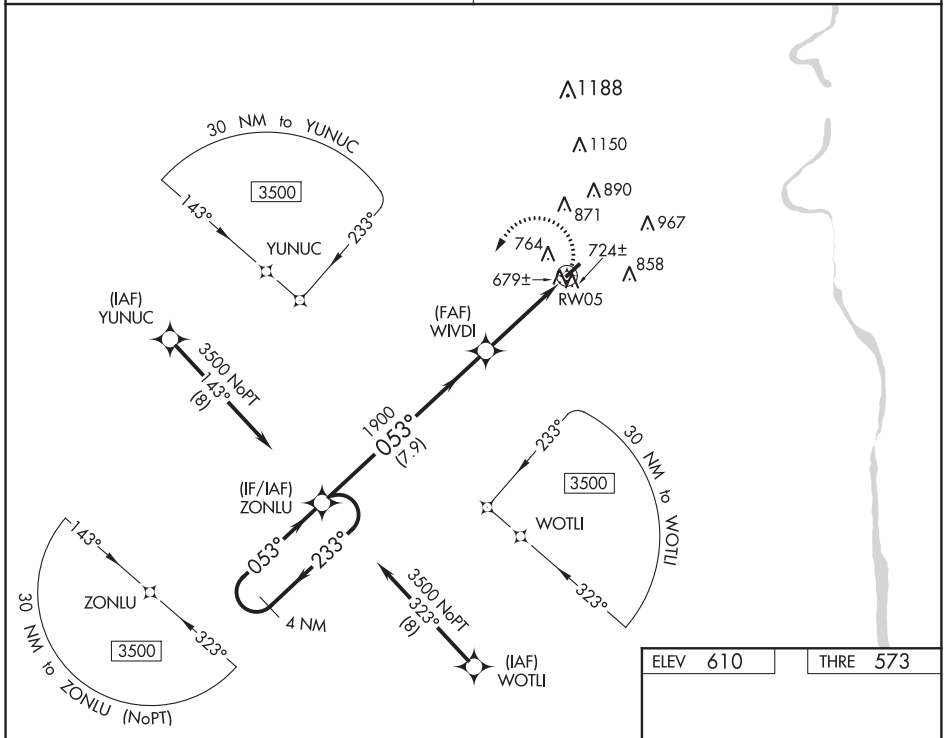 1188
1150
30 NM to YUNUC
3500
143°
233°
YUNUC
890
871
967
764
724±
679±
858
RW05
(IAF)
YUNUC
3500 NoPT
143°
(8)
(FAF)
WIVDI
1900
053°
(7.9)
(IF/IAF)
ZONLU
053°
233°
4 NM
233°
30 NM to WOTLI
3500
WOTLI
323°
143°
ZONLU
3500
323°
30 NM to ZONLU (NoPT)
3500 NoPT
323°
(8)
(IAF)
WOTLI
ELEV 610
THRE 573